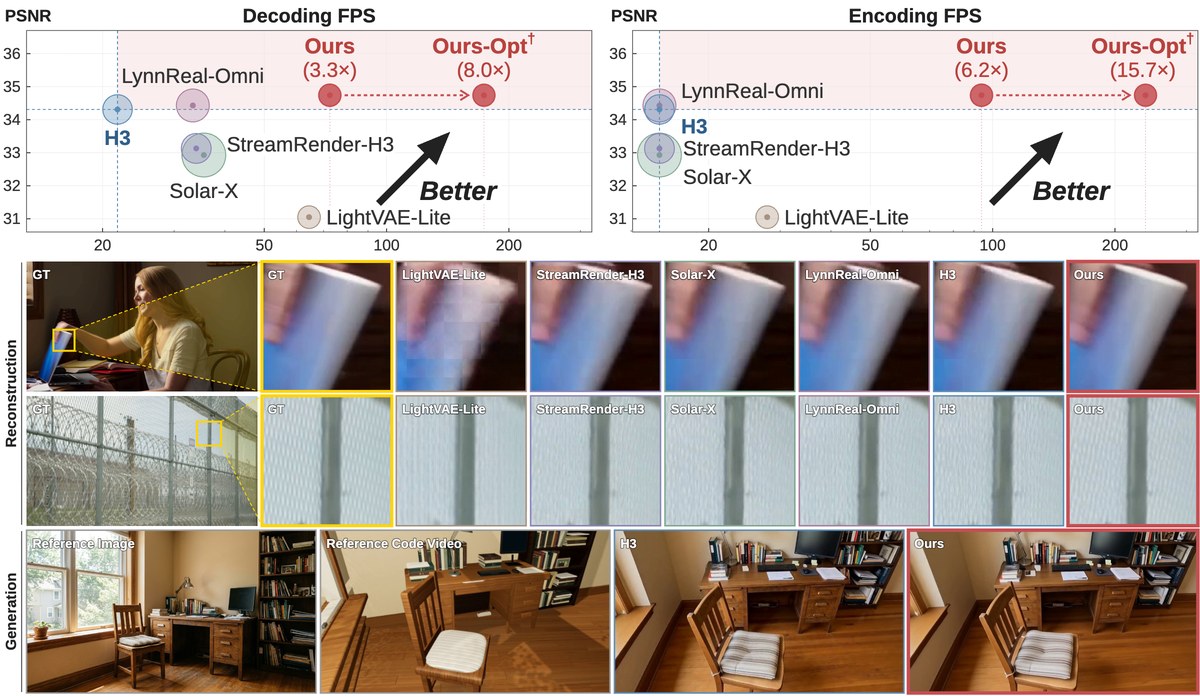 PSNR
Decoding FPS
36
35
34
33
32
31
LynnReal-Omni
H3
StreamRender-H3
Solar-X
LightVAE-Lite
Ours
(3.3×)
Ours-Opt†
(8.0×)
Better
20
50
100
200
PSNR
Encoding FPS
36
35
34
33
32
31
LynnReal-Omni
H3
StreamRender-H3
Solar-X
LightVAE-Lite
Ours
(6.2×)
Ours-Opt†
(15.7×)
Better
20
50
100
200
Reconstruction
GT
GT
LightVAE-Lite
StreamRender-H3
Solar-X
LynnReal-Omni
H3
Ours
GT
GT
LightVAE-Lite
StreamRender-H3
Solar-X
LynnReal-Omni
H3
Ours
Generation
Reference Image
Reference Code Video
H3
Ours